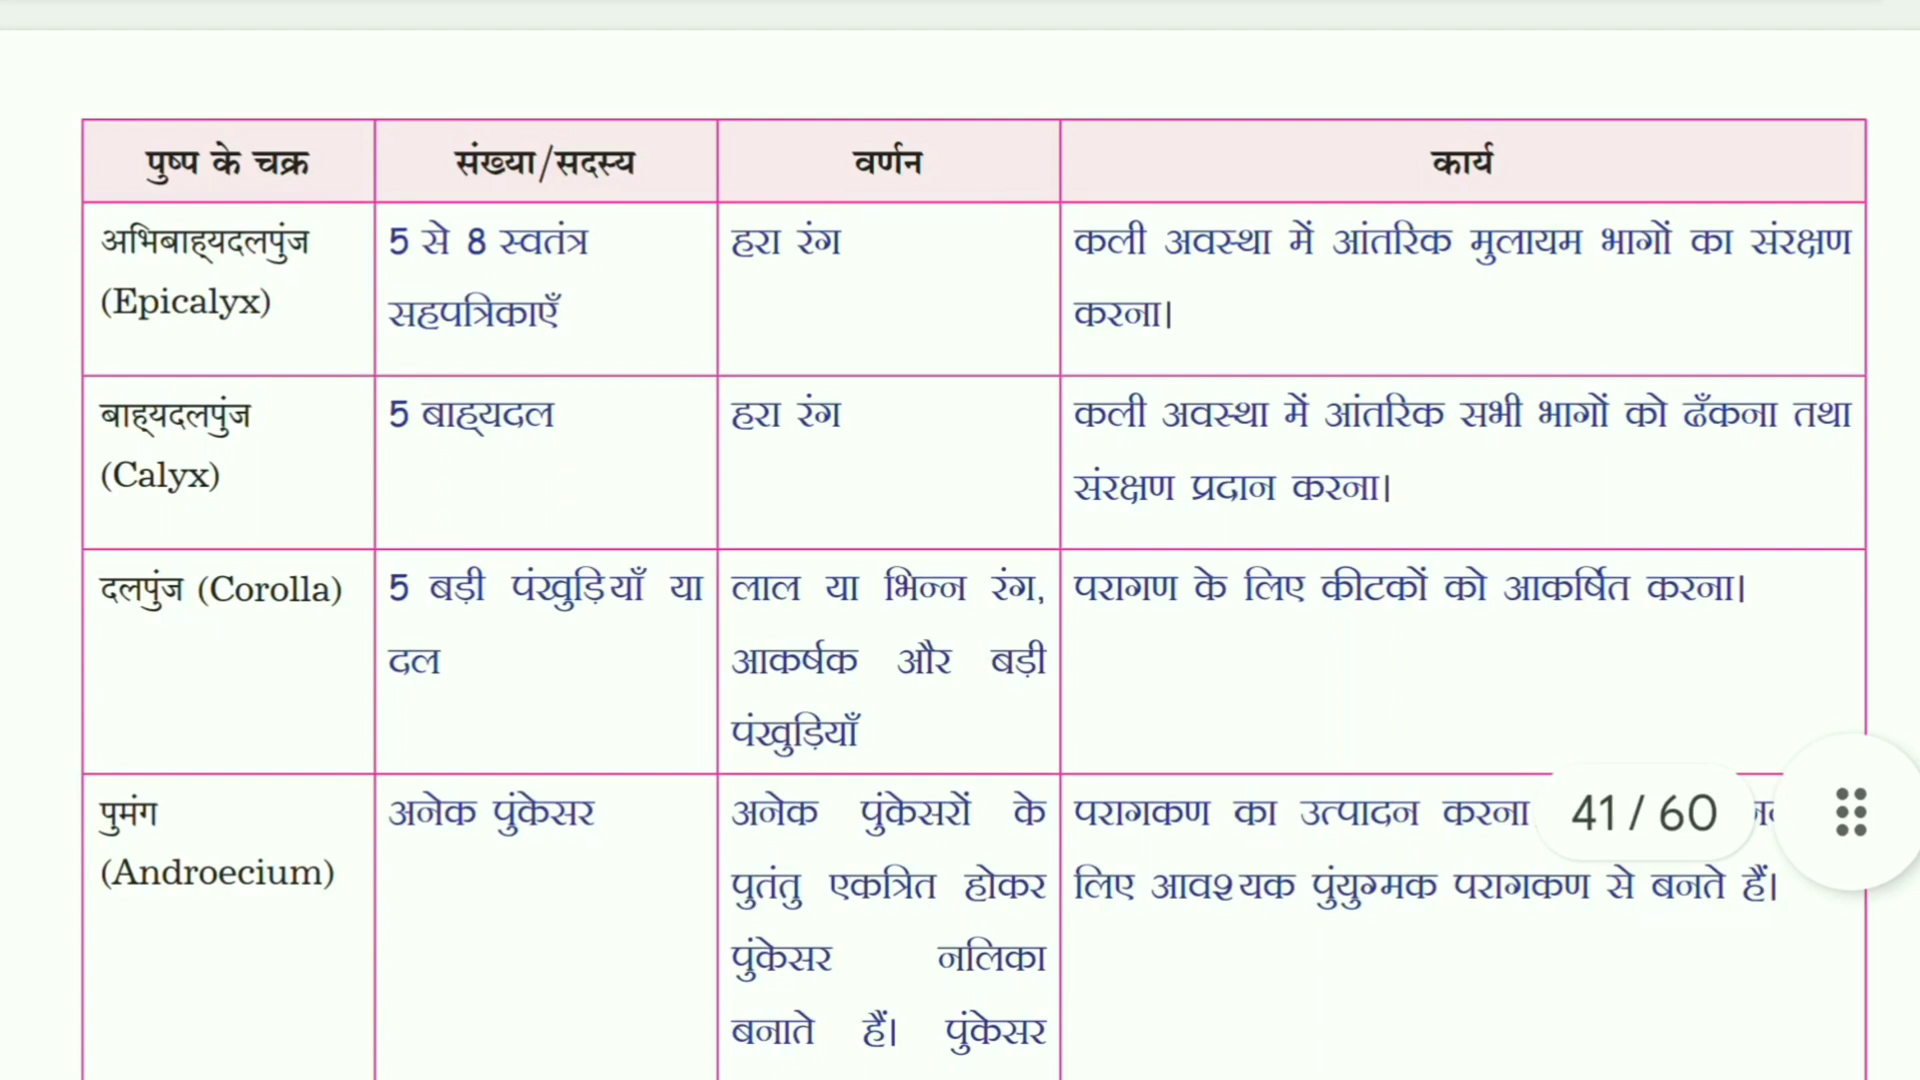 पुष्प के चक्र संख्या/सदस्य वर्णन कार्य
अभिबाह्यदलपुंज
(Epicalyx)
5 से 8 स्वतंत्र
सहपत्रिकाएँ
हरा रंग
कली अवस्था में आंतरिक मुलायम भागों का संरक्षण
करना।
बाह्यदलपुंज
(Calyx)
5 बाह्यदल
हरा रंग
कली अवस्था में आंतरिक सभी भागों को ढँकना तथा
संरक्षण प्रदान करना।
दलपुंज (Corolla)
5 बड़ी पंखुड़ियाँ या
दल
लाल या भिन्न रंग,
आकर्षक और बड़ी
पंखुड़ियाँ
परागण के लिए कीटकों को आकर्षित करना।
पुमंग
(Androecium)
अनेक पुंकेसर
अनेक पुंकेसरों के
पुतंतु एकत्रित होकर
पुंकेसर नलिका
बनाते हैं। पुंकेसर
परागकण का उत्पादन करना
लिए आवश्यक पुंयुग्मक परागकण से बनते हैं।
41 / 60